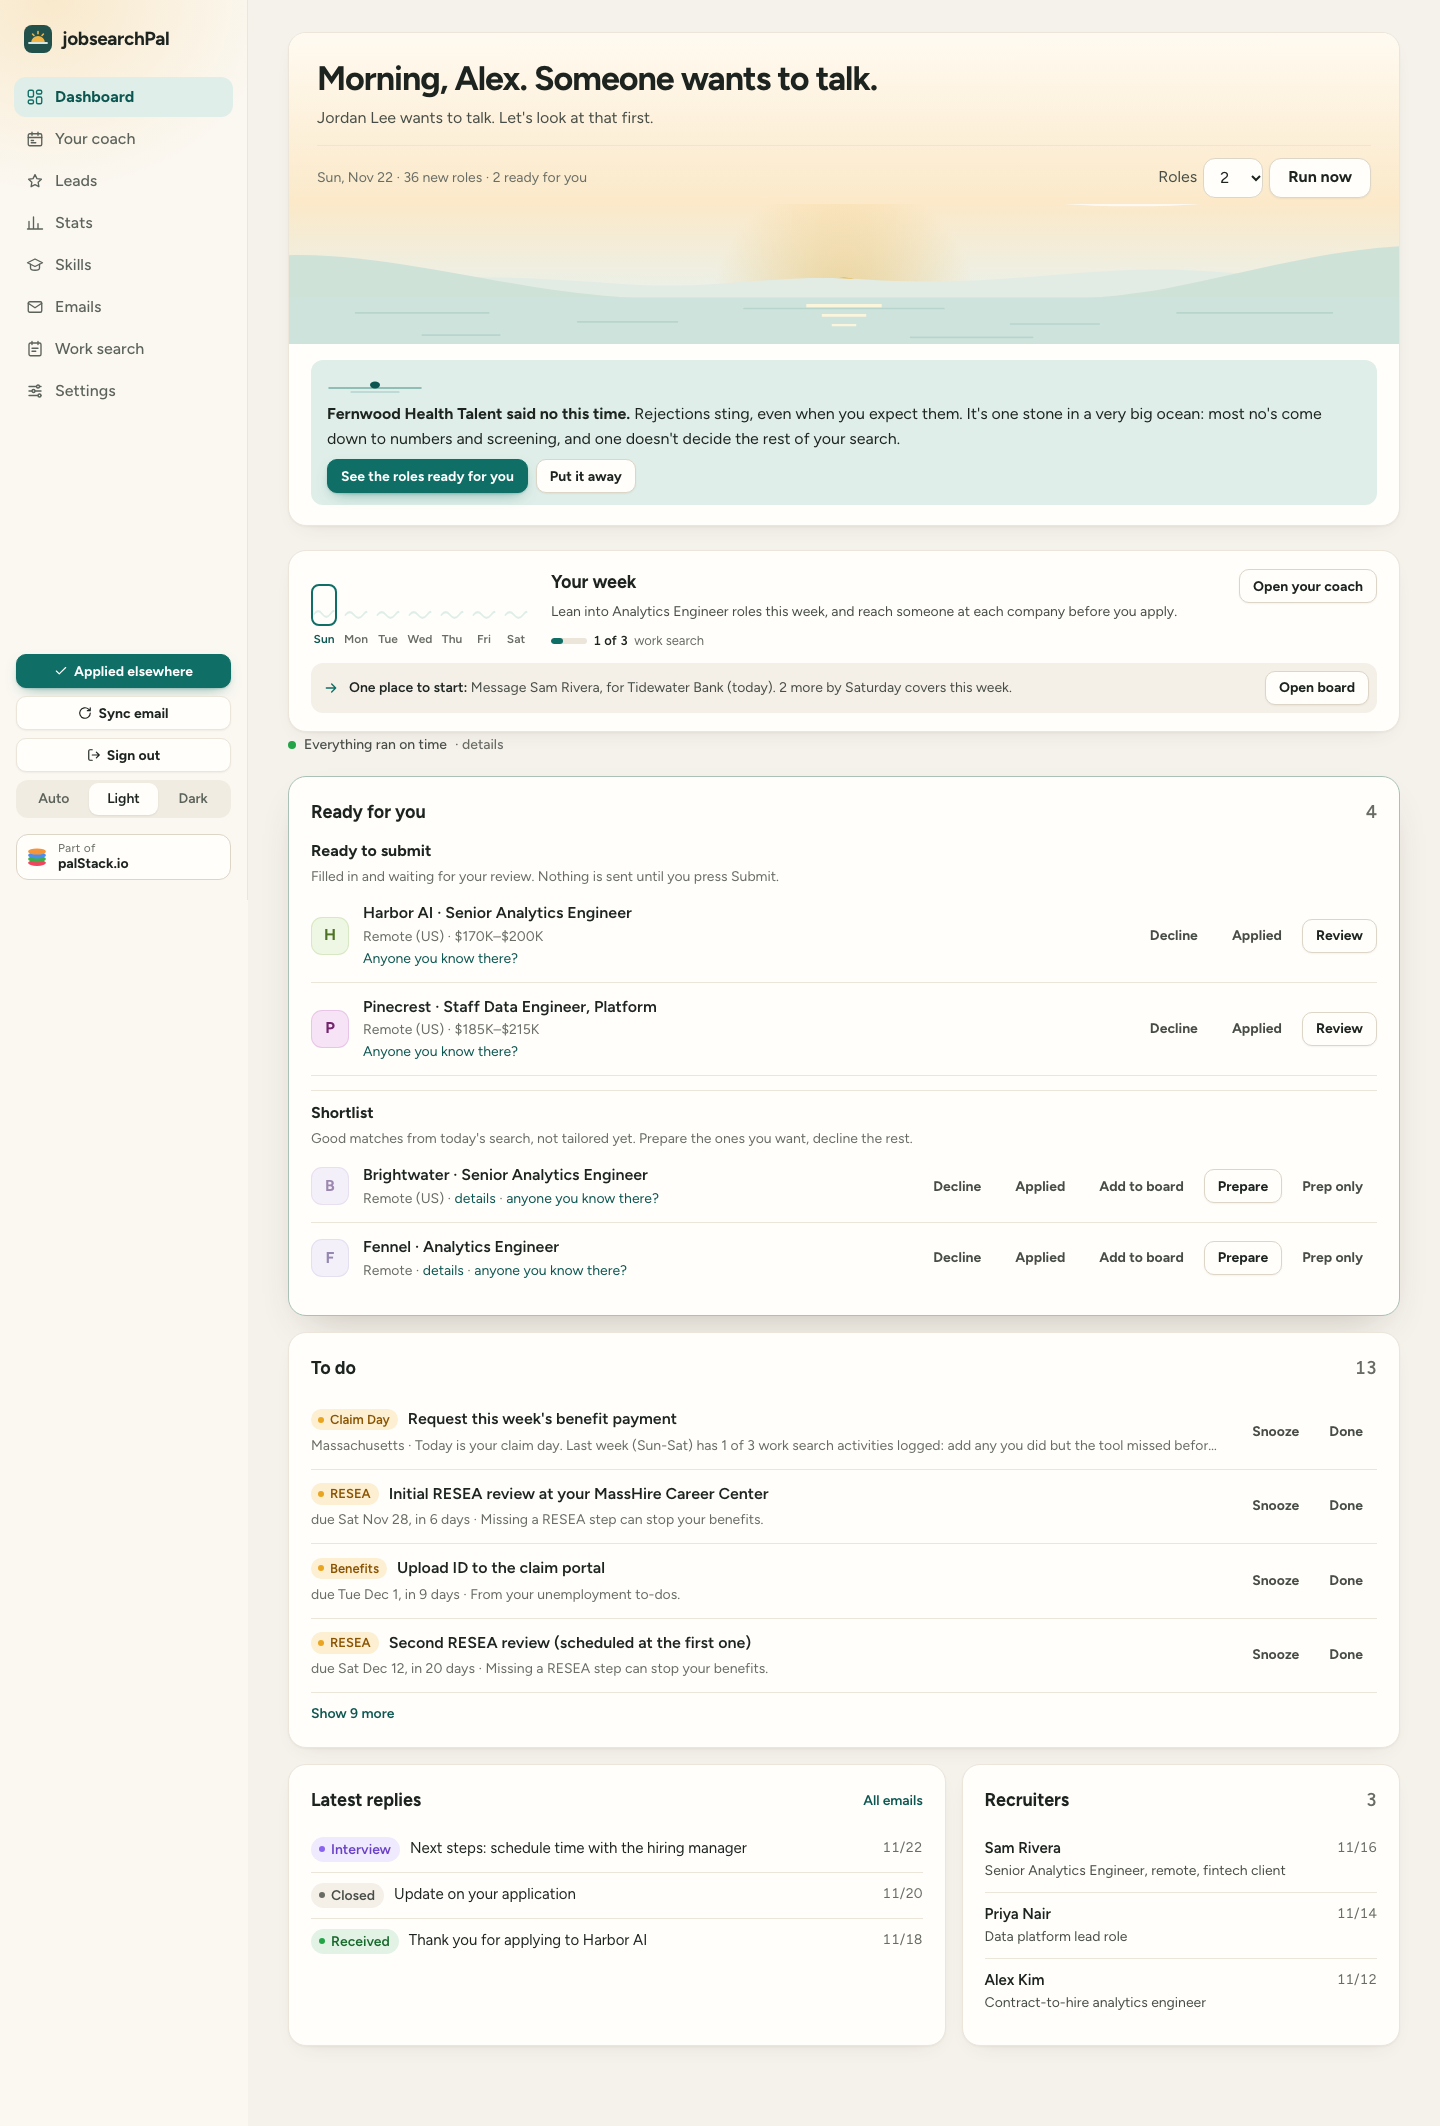 jobsearchPal
Dashboard
Your coach
Leads
Stats
Skills
Emails
Work search
Settings
Applied elsewhere
Sync email
Sign out
Auto Light Dark
Part of
palStack.io
Morning, Alex. Someone wants to talk.
Jordan Lee wants to talk. Let's look at that first.
Sun, Nov 22 · 36 new roles · 2 ready for you
Roles 2 Run now
Fernwood Health Talent said no this time. Rejections sting, even when you expect them. It's one stone in a very big ocean: most no's come
down to numbers and screening, and one doesn't decide the rest of your search.
See the roles ready for you Put it away
Sun Mon Tue Wed Thu Fri Sat
Your week
Lean into Analytics Engineer roles this week, and reach someone at each company before you apply.
1 of 3 work search
Open your coach
One place to start: Message Sam Rivera, for Tidewater Bank (today). 2 more by Saturday covers this week.
Open board
Everything ran on time · details
Ready for you 4
Ready to submit
Filled in and waiting for your review. Nothing is sent until you press Submit.
H
Harbor AI · Senior Analytics Engineer
Remote (US) · $170K–$200K
Anyone you know there?
Decline Applied Review
P
Pinecrest · Staff Data Engineer, Platform
Remote (US) · $185K–$215K
Anyone you know there?
Decline Applied Review
Shortlist
Good matches from today's search, not tailored yet. Prepare the ones you want, decline the rest.
B
Brightwater · Senior Analytics Engineer
Remote (US) · details · anyone you know there?
Decline Applied Add to board Prepare Prep only
F
Fennel · Analytics Engineer
Remote · details · anyone you know there?
Decline Applied Add to board Prepare Prep only
To do 13
Claim Day Request this week's benefit payment
Massachusetts · Today is your claim day. Last week (Sun-Sat) has 1 of 3 work search activities logged: add any you did but the tool missed befor...
Snooze Done
RESEA Initial RESEA review at your MassHire Career Center
due Sat Nov 28, in 6 days · Missing a RESEA step can stop your benefits.
Snooze Done
Benefits Upload ID to the claim portal
due Tue Dec 1, in 9 days · From your unemployment to-dos.
Snooze Done
RESEA Second RESEA review (scheduled at the first one)
due Sat Dec 12, in 20 days · Missing a RESEA step can stop your benefits.
Snooze Done
Show 9 more
Latest replies All emails
Interview Next steps: schedule time with the hiring manager 11/22
Closed Update on your application 11/20
Received Thank you for applying to Harbor AI 11/18
Recruiters 3
Sam Rivera 11/16
Senior Analytics Engineer, remote, fintech client
Priya Nair 11/14
Data platform lead role
Alex Kim 11/12
Contract-to-hire analytics engineer